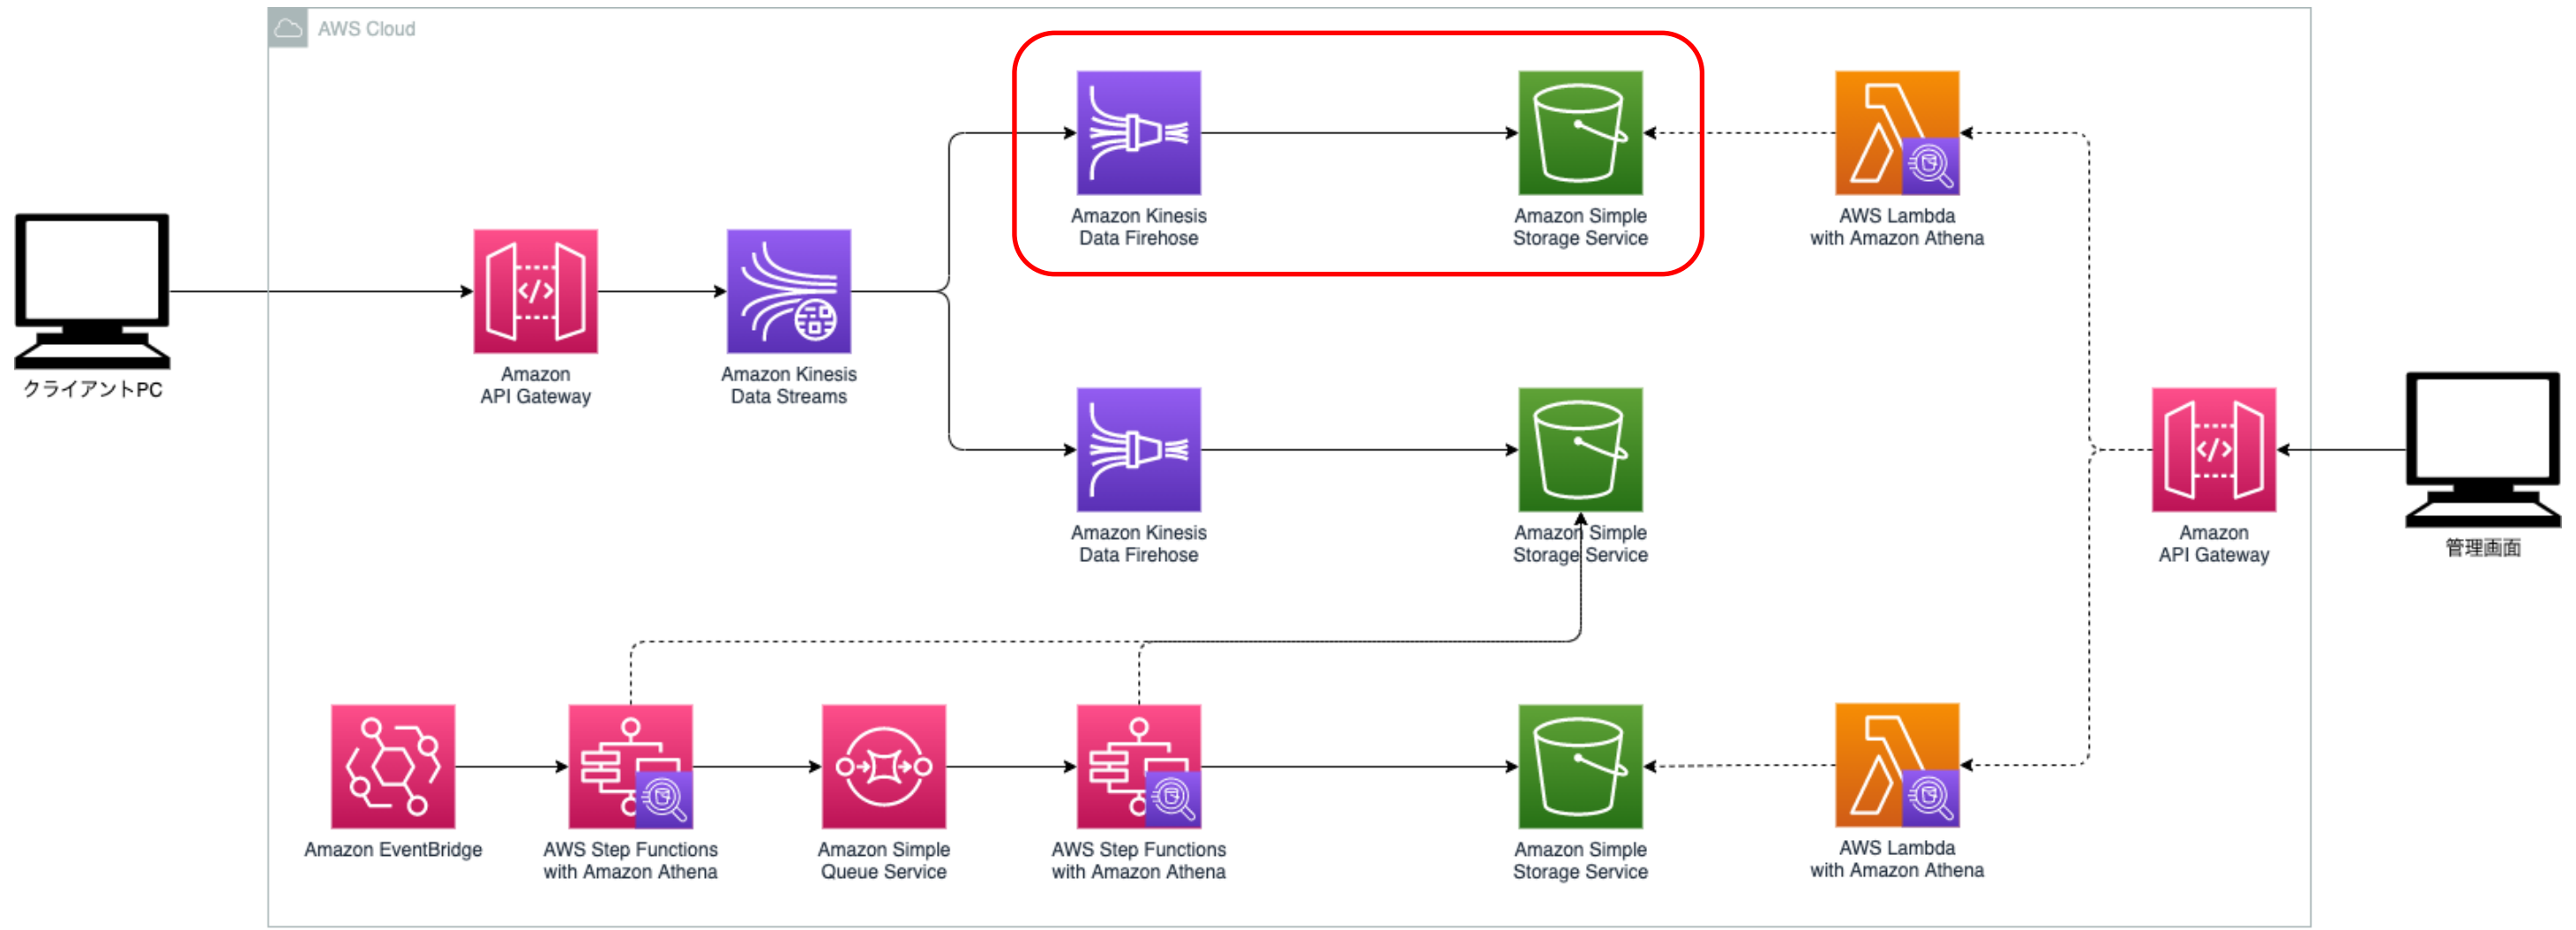 AWS Cloud
Amazon Kinesis
Data Firehose
Amazon Simple
Storage Service
AWS Lambda
with Amazon Athena
クライアントPC
Amazon
API Gateway
Amazon Kinesis
Data Streams
Amazon Kinesis
Data Firehose
Amazon Simple
Storage Service
Amazon
API Gateway
管理画面
Amazon EventBridge
AWS Step Functions
with Amazon Athena
Amazon Simple
Queue Service
AWS Step Functions
with Amazon Athena
Amazon Simple
Storage Service
AWS Lambda
with Amazon Athena